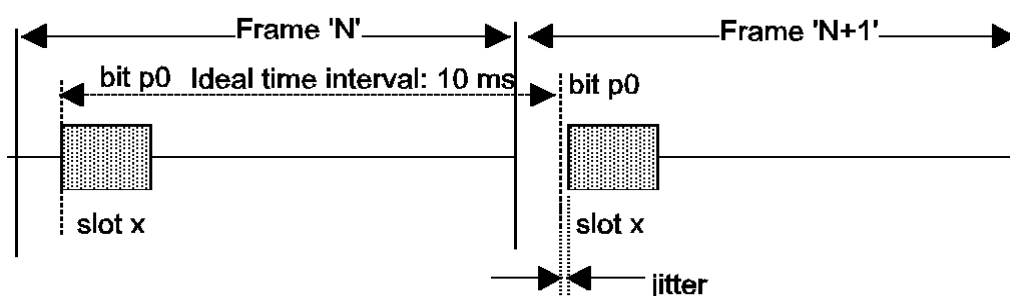 Frame 'N' Frame 'N+1'
bit p0 Ideal time interval: 10 ms bit p0
slot x slot x
jitter